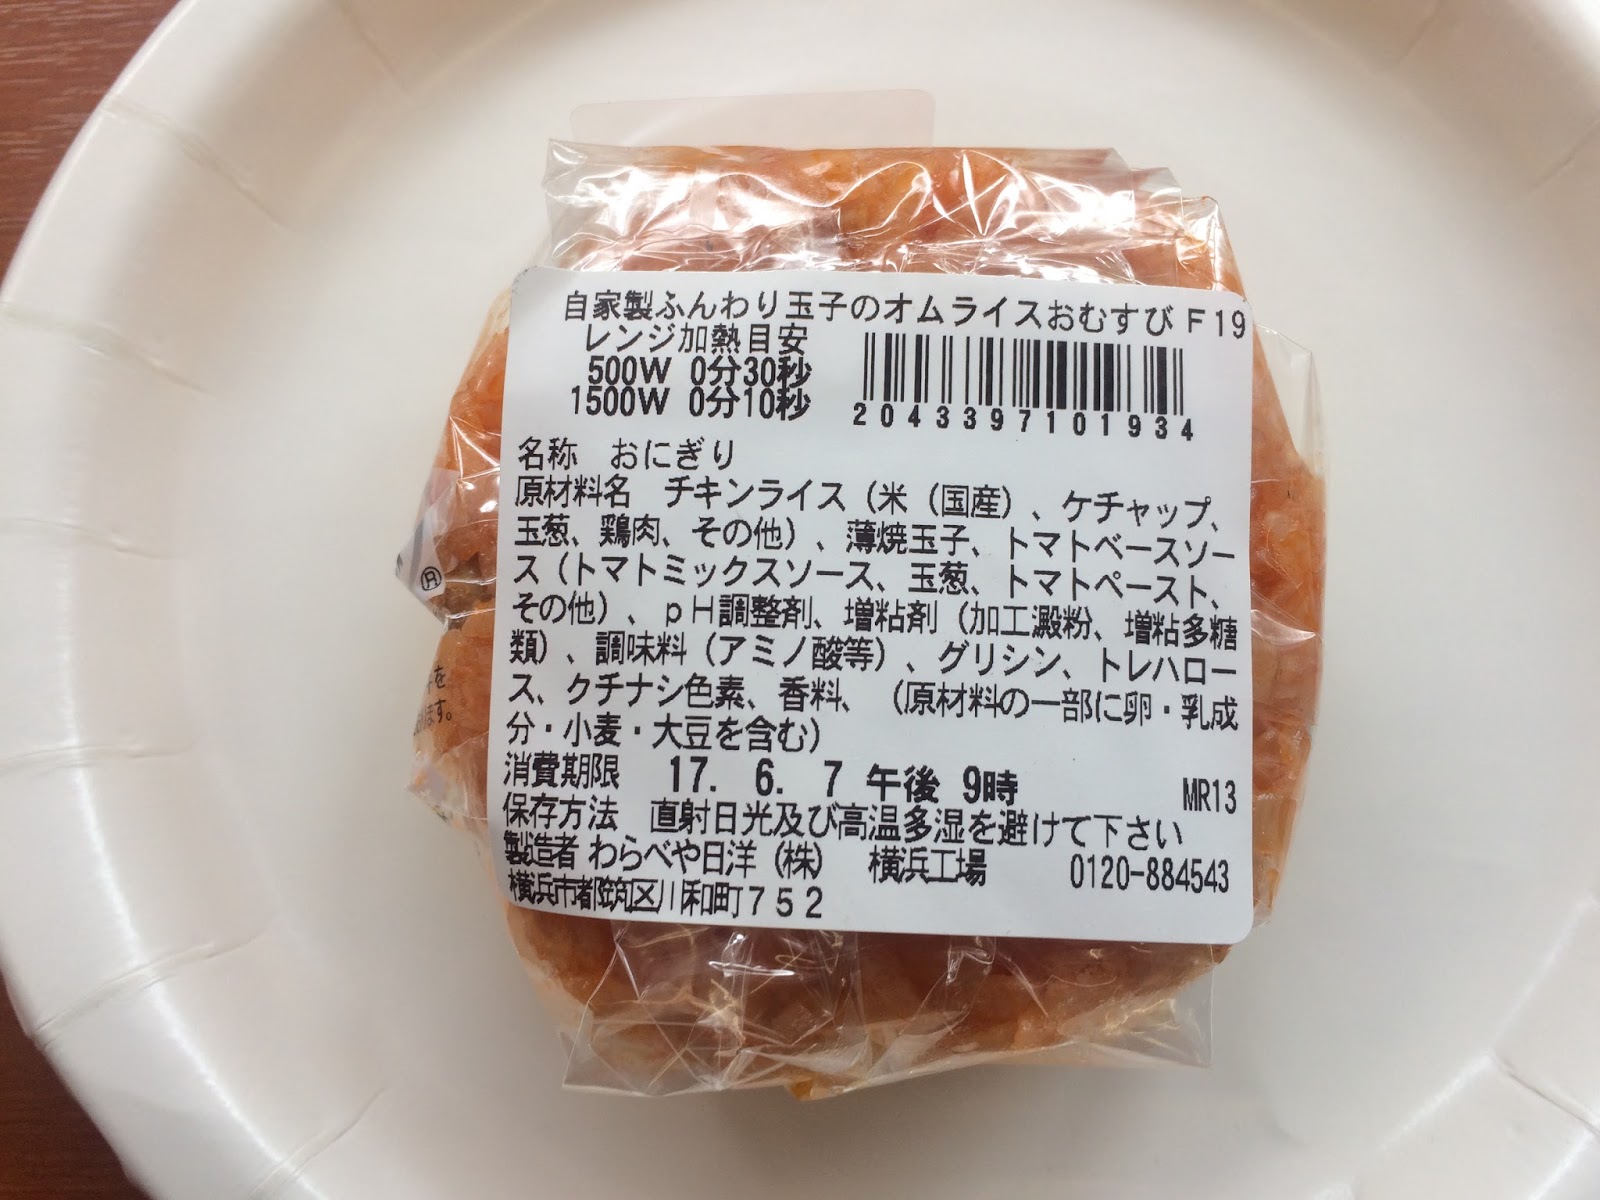 自家製ふんわり玉子のオムライスおむすび F19
レンジ加熱目安
500W 0分30秒
1500W 0分10秒
2043397101934
名称 おにぎり
原材料名 チキンライス（米（国産）、ケチャップ、
玉葱、鶏肉、その他）、薄焼玉子、トマトベースソー
ス（トマトミックスソース、玉葱、トマトペースト、
その他）、pH調整剤、増粘剤（加工澱粉、増粘多糖
類）、調味料（アミノ酸等）、グリシン、トレハロー
ス、クチナシ色素、香料、（原材料の一部に卵・乳成
分・小麦・大豆を含む）
消費期限 17. 6. 7 午後 9時
MR13
保存方法 直射日光及び高温多湿を避けて下さい
製造者 わらべや日洋（株） 横浜工場 0120-884543
横浜市都筑区川和町752
®
を
ます。